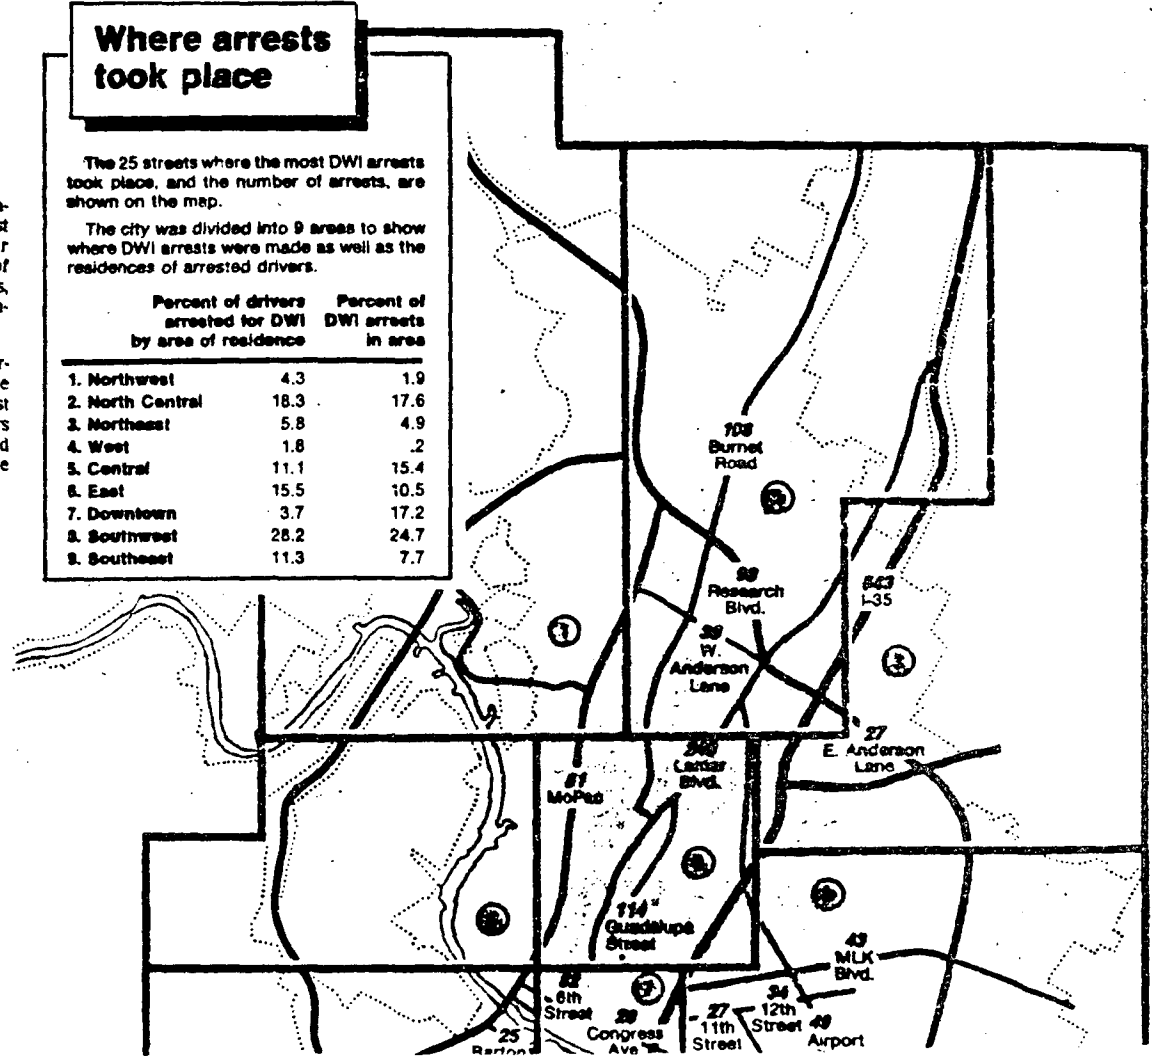 Where arrests
took place
The 25 streets where the most DWI arrests
took place, and the number of arrests, are
shown on the map.
The city was divided into 9 areas to show
where DWI arrests were made as well as the
residences of arrested drivers.
Percent of drivers Percent of
arrested for DWI DWI arrests
by area of residence in area
1. Northwest 4.3 1.9
2. North Central 18.3 17.6
3. Northeast 5.8 4.9
4. West 1.8 .2
5. Central 11.1 15.4
6. East 15.5 10.5
7. Downtown 3.7 17.2
8. Southwest 28.2 24.7
9. Southeast 11.3 7.7
108
Burnet
Road
Research
Blvd.
W.
Anderson
Lane
I-35
27
E. Anderson
Lane
Lamar
Blvd.
MoPac
114
Guadalupe
Street
43
MLK
Blvd.
6th
Street
Congress
Ave
27
11th
Street
12th
Street
Airport
25
Barton